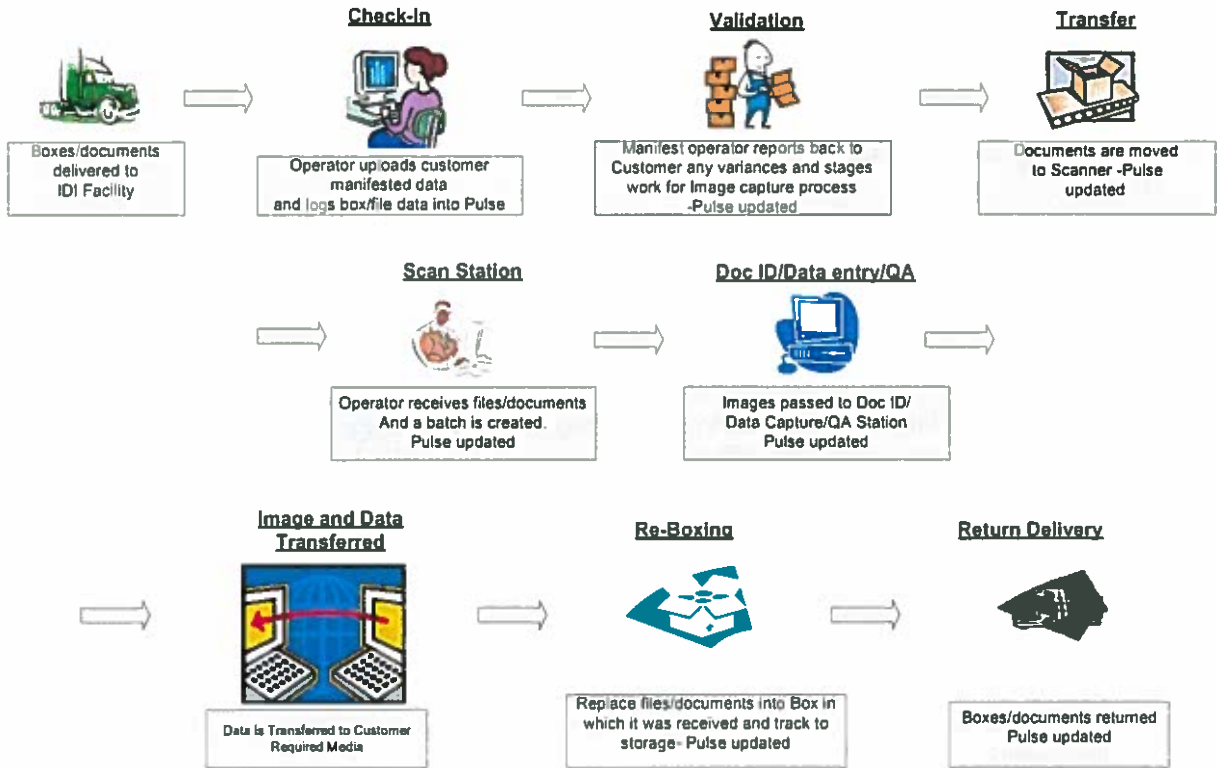 Check-in
Validation
Transfer
Boxes/documents
delivered to
IDI Facility
Operator uploads customer
manifested data
and logs box/file data into Pulse
Manifest operator reports back to
Customer any variances and stages
work for Image capture process
-Pulse updated
Documents are moved
to Scanner -Pulse
updated
Scan Station
Doc ID/Data entry/QA
Operator receives files/documents
And a batch is created.
Pulse updated
Images passed to Doc ID/
Data Capture/QA Station
Pulse updated
Image and Data
Transferred
Re-Boxing
Return Delivery
Data is Transferred to Customer
Required Media
Replace files/documents into Box in
which it was received and track to
storage- Pulse updated
Boxes/documents returned
Pulse updated